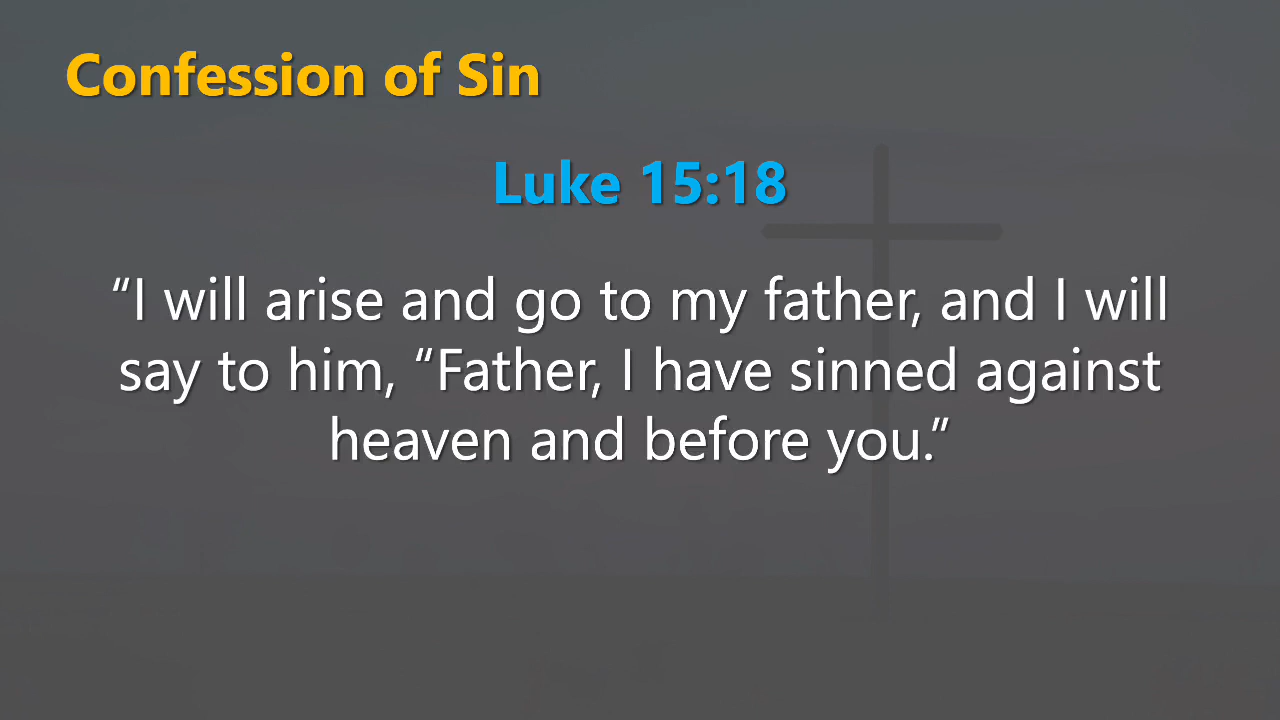 Confession of Sin
Luke 15:18
“I will arise and go to my father, and I will
say to him, “Father, I have sinned against
heaven and before you.”